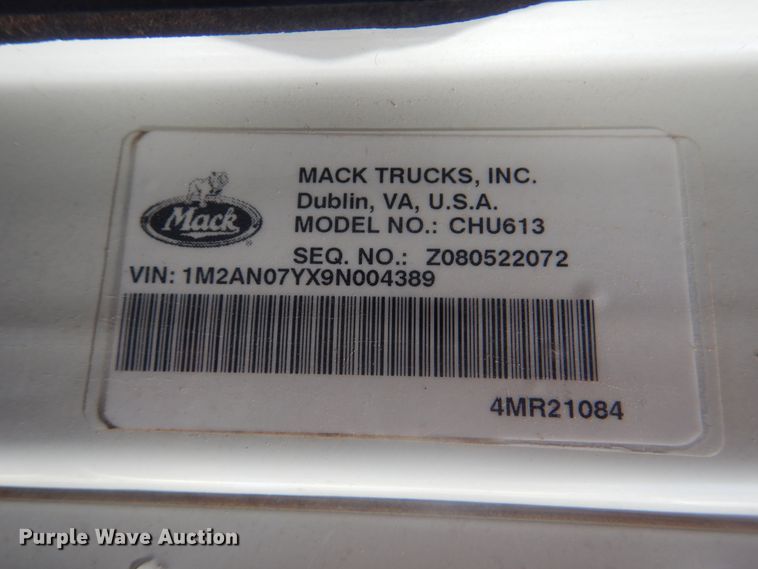 MACK TRUCKS, INC.
Dublin, VA, U.S.A.
MODEL NO.: CHU613
SEQ. NO.: Z080522072
Mack
VIN: 1M2AN07YX9N004389
4MR21084
Purple Wave Auction